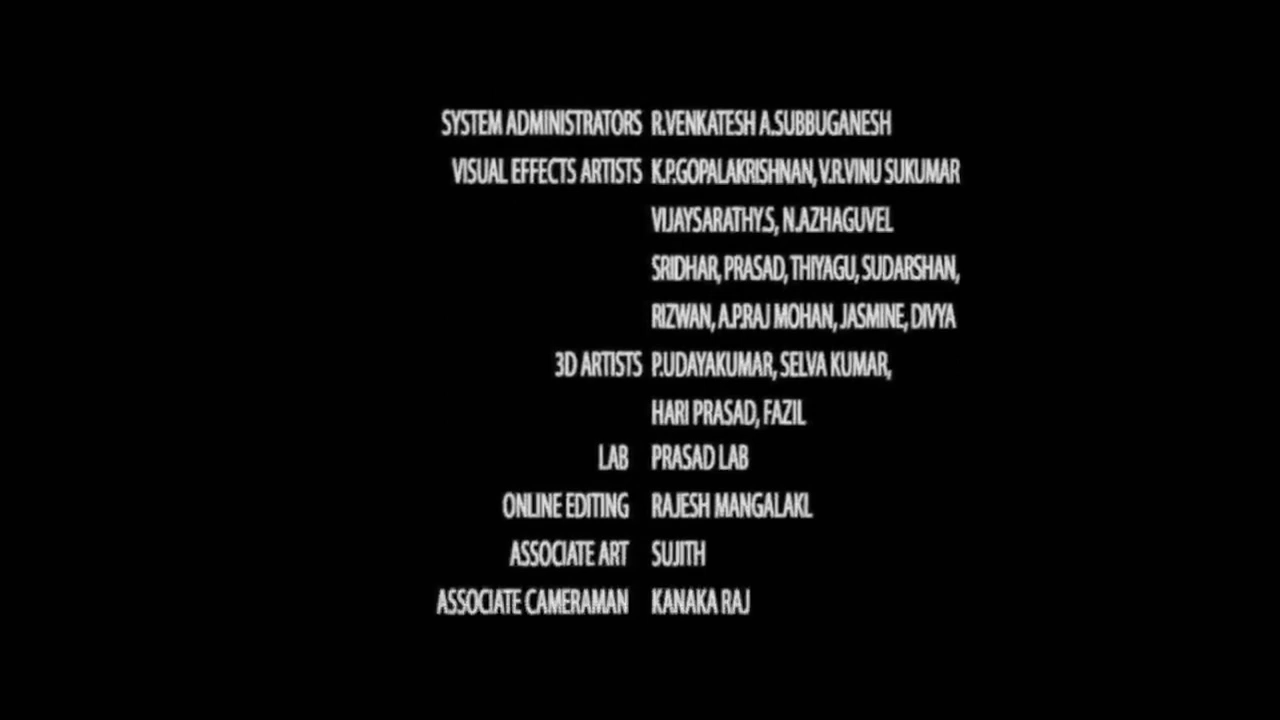 SYSTEM ADMINISTRATORS R.VENKATESH A.SUBBUGANESH
VISUAL EFFECTS ARTISTS K.P.GOPALAKRISHNAN, V.R.VINU SUKUMAR
VIJAYSARATHY.S, N.AZHAGUVEL
SRIDHAR, PRASAD, THIYAGU, SUDARSHAN,
RIZWAN, A.P.RAJ MOHAN, JASMINE, DIVYA
3D ARTISTS P.UDAYAKUMAR, SELVA KUMAR,
HARI PRASAD, FAZIL
LAB PRASAD LAB
ONLINE EDITING RAJESH MANGALAKL
ASSOCIATE ART SUJITH
ASSOCIATE CAMERAMAN KANAKA RAJ